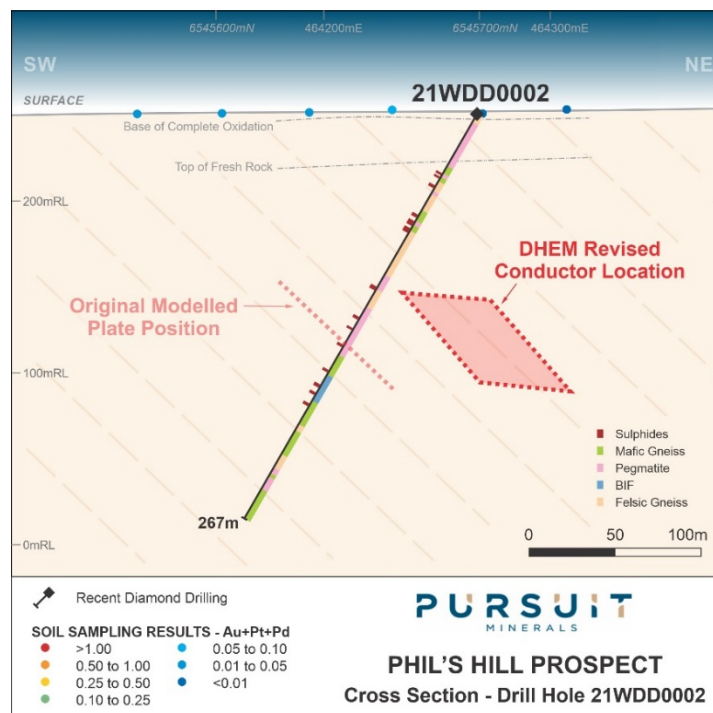 6545600mN 464200mE 6545700mN 464300mE
SW NE
21WDD0002
SURFACE
Base of Complete Oxidation
Top of Fresh Rock
200mRL
DHEM Revised
Conductor Location
Original Modelled
Plate Position
100mRL
Sulphides
Mafic Gneiss
Pegmatite
BIF
Felsic Gneiss
267m
0mRL
0 50 100m
Recent Diamond Drilling
SOIL SAMPLING RESULTS - Au+Pt+Pd
>1.00
0.50 to 1.00
0.25 to 0.50
0.10 to 0.25
0.05 to 0.10
0.01 to 0.05
<0.01
PURSUIT
MINERALS
PHIL'S HILL PROSPECT
Cross Section - Drill Hole 21WDD0002